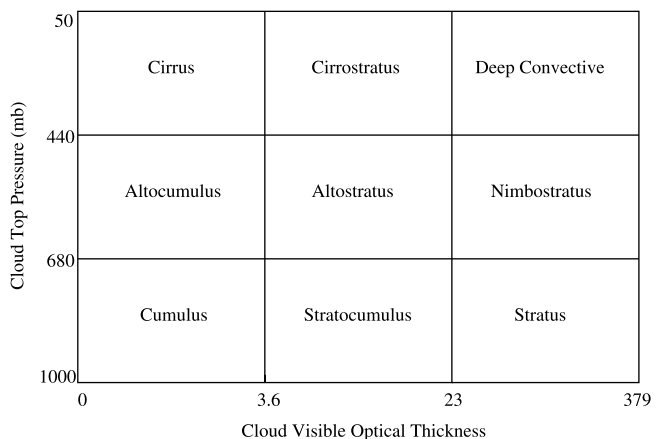 50
Cirrus
Cirrostratus
Deep Convective
440
Altocumulus
Altostratus
Nimbostratus
680
Cumulus
Stratocumulus
Stratus
1000
0
3.6
23
379
Cloud Visible Optical Thickness
Cloud Top Pressure (mb)